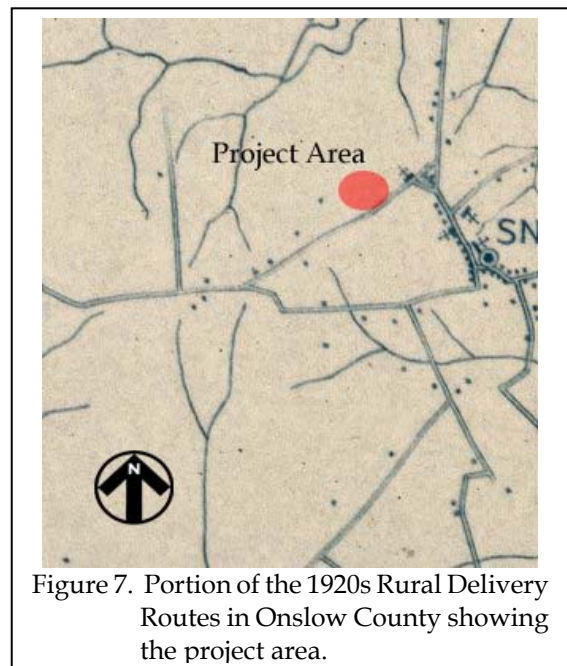 Project Area
SN
N
Figure 7. Portion of the 1920s Rural Delivery
Routes in Onslow County showing
the project area.